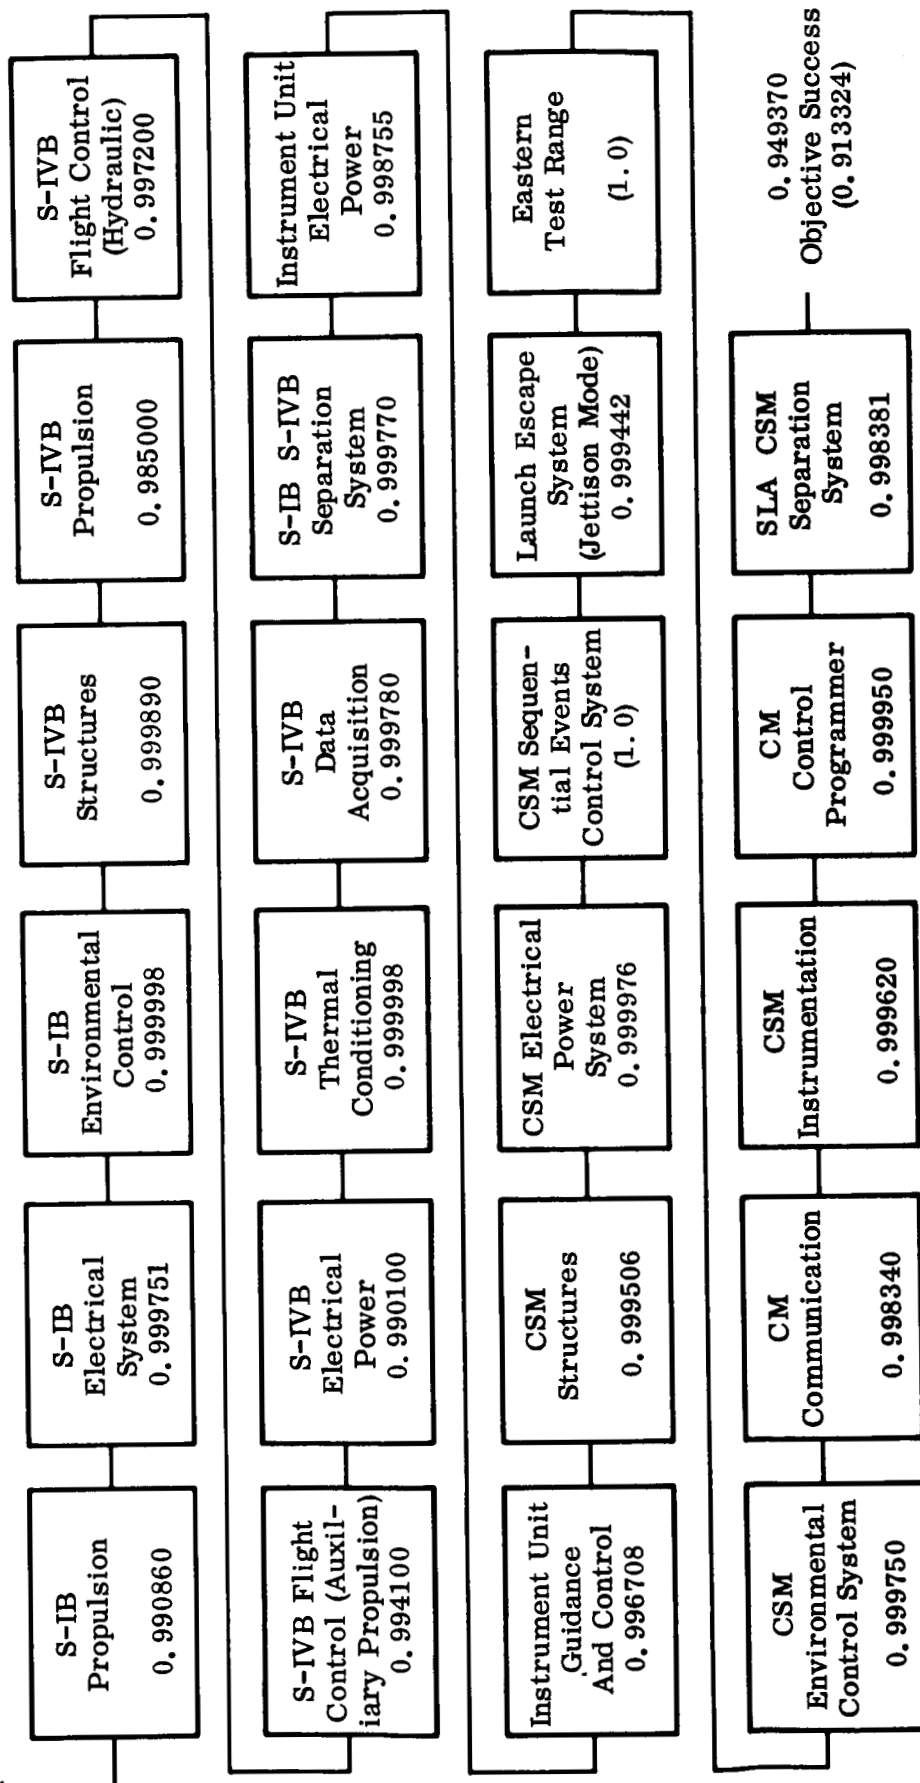 S-IB
Propulsion
0.990860
S-IB
Electrical
System
0.999751
S-IB
Environmental
Control
0.999998
S-IVB
Structures
0.999890
S-IVB
Propulsion
0.985000
S-IVB
Flight Control
(Hydraulic)
0.997200
S-IVB Flight
Control (Auxil-
iary Propulsion)
0.994100
S-IVB
Electrical
Power
0.990100
S-IVB
Thermal
Conditioning
0.999998
S-IVB
Data
Acquisition
0.999780
S-IB S-IVB
Separation
System
0.999770
Instrument Unit
Electrical
Power
0.998755
Instrument Unit
Guidance
And Control
0.996708
CSM
Structures
0.999506
CSM Electrical
Power
System
0.999976
CSM Sequen-
tial Events
Control System
(1.0)
Launch Escape
System
(Jettison Mode)
0.999442
Eastern
Test Range
(1.0)
CSM
Environmental
Control System
0.999750
CM
Communication
0.998340
CSM
Instrumentation
0.999620
CM
Control
Programmer
0.999950
SLA CSM
Separation
System
0.998381
0.949370
Objective Success
(0.913324)